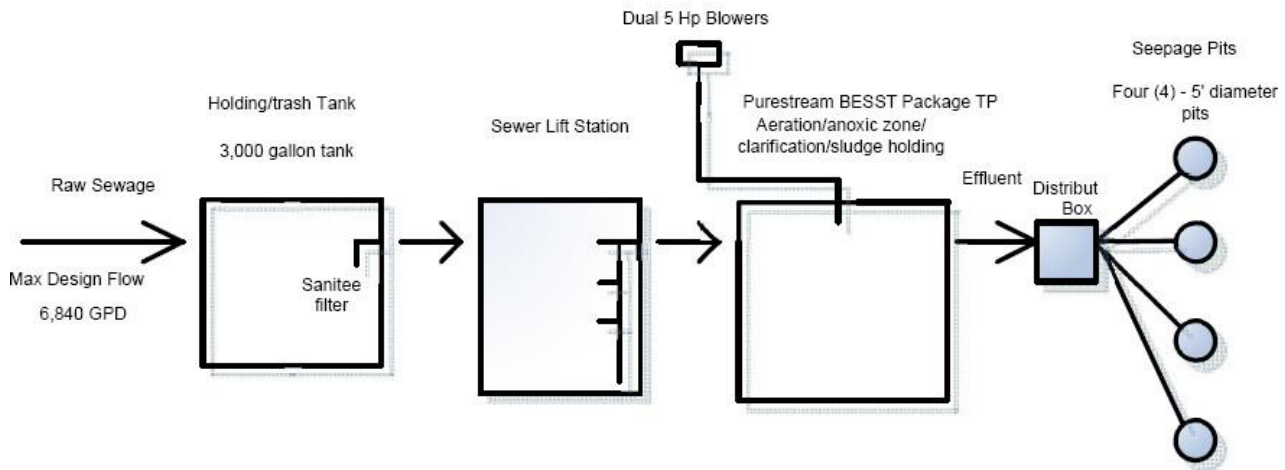 Dual 5 Hp Blowers
Seepage Pits
Four (4) - 5' diameter
pits
Holding/trash Tank
3,000 gallon tank
Sewer Lift Station
Purestream BESST Package TP
Aeration/anoxic zone/
clarification/sludge holding
Raw Sewage
Max Design Flow
6,840 GPD
Sanitee
filter
Effluent
Distribut
Box